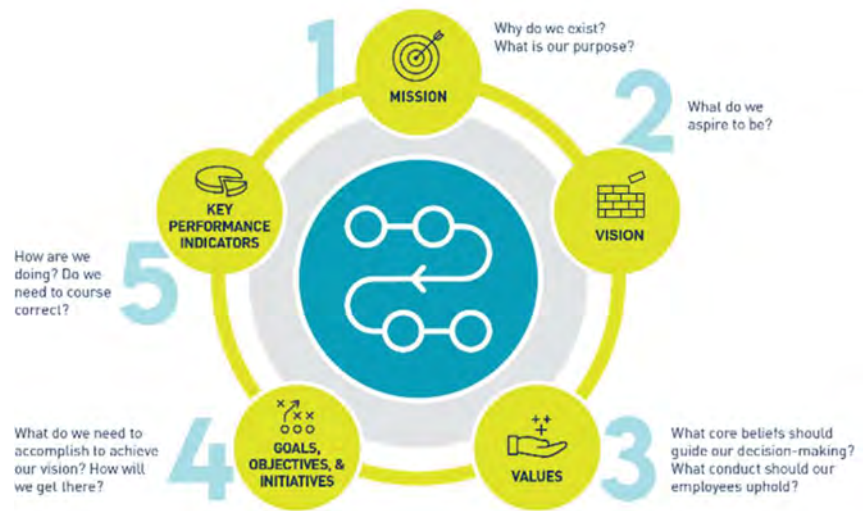 1
MISSION
Why do we exist?
What is our purpose?
2
VISION
What do we
aspire to be?
3
VALUES
What core beliefs should
guide our decision-making?
What conduct should our
employees uphold?
4
GOALS,
OBJECTIVES, &
INITIATIVES
What do we need to
accomplish to achieve
our vision? How will
we get there?
5
KEY
PERFORMANCE
INDICATORS
How are we
doing? Do we
need to course
correct?